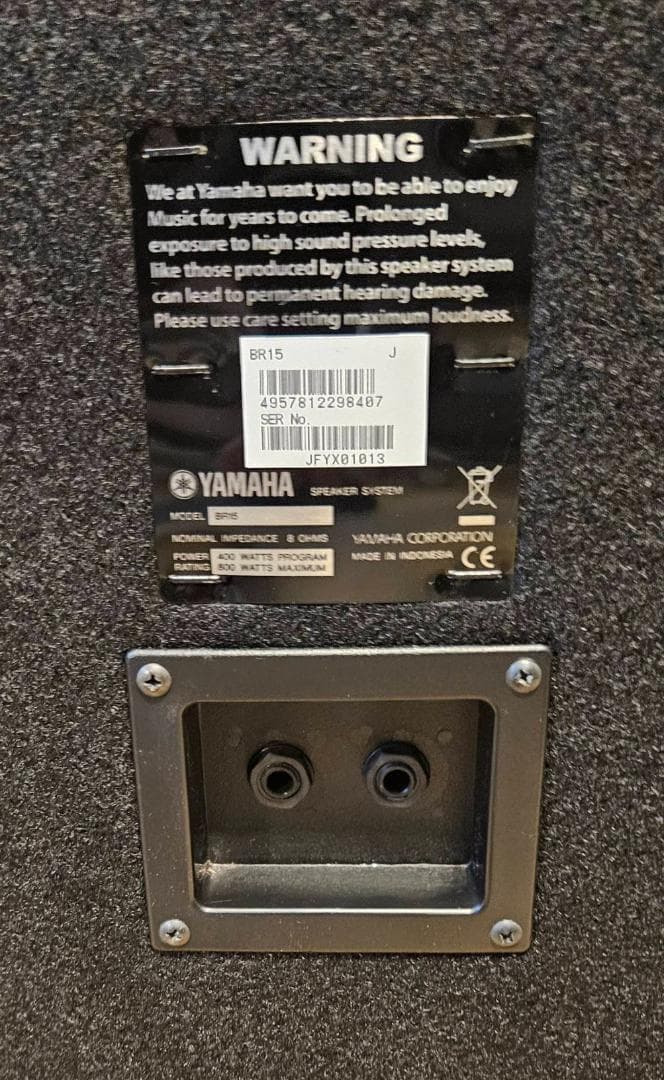 WARNING
We at Yamaha want you to be able to enjoy
Music for years to come. Prolonged
exposure to high sound pressure levels,
like those produced by this speaker system
can lead to permanent hearing damage.
Please use care setting maximum loudness.
BR15 J
4957812298407
SER No.
JFYX01013
YAMAHA SPEAKER SYSTEM
MODEL BR15
NOMINAL IMPEDANCE 8 OHMS YAMAHA CORPORATION
POWER 400 WATTS PROGRAM MADE IN INDONESIA CE
RATING 800 WATTS MAXIMUM